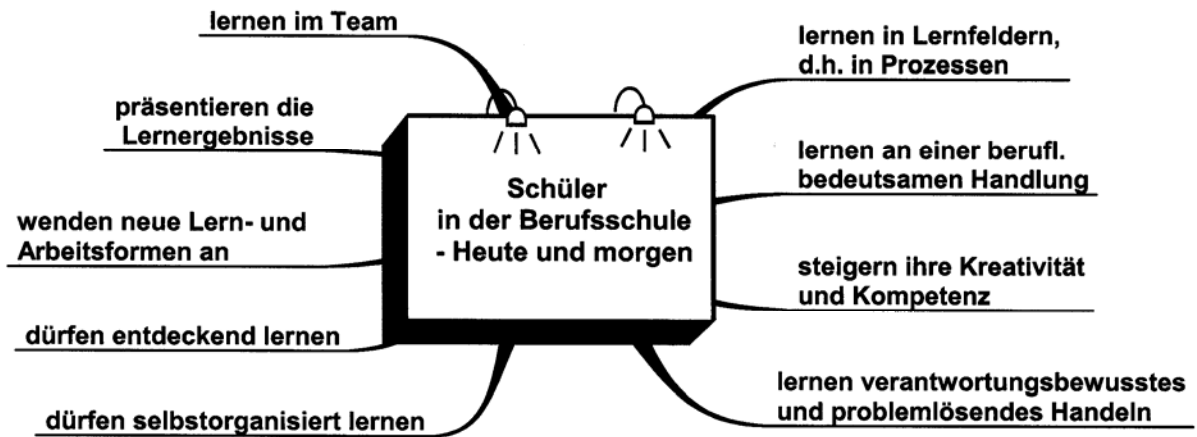 lernen im Team
präsentieren die
Lernergebnisse
wenden neue Lern- und
Arbeitsformen an
dürfen entdeckend lernen
dürfen selbstorganisiert lernen
Schüler
in der Berufsschule
- Heute und morgen
lernen in Lernfeldern,
d.h. in Prozessen
lernen an einer berufl.
bedeutsamen Handlung
steigern ihre Kreativität
und Kompetenz
lernen verantwortungsbewusstes
und problemlösendes Handeln